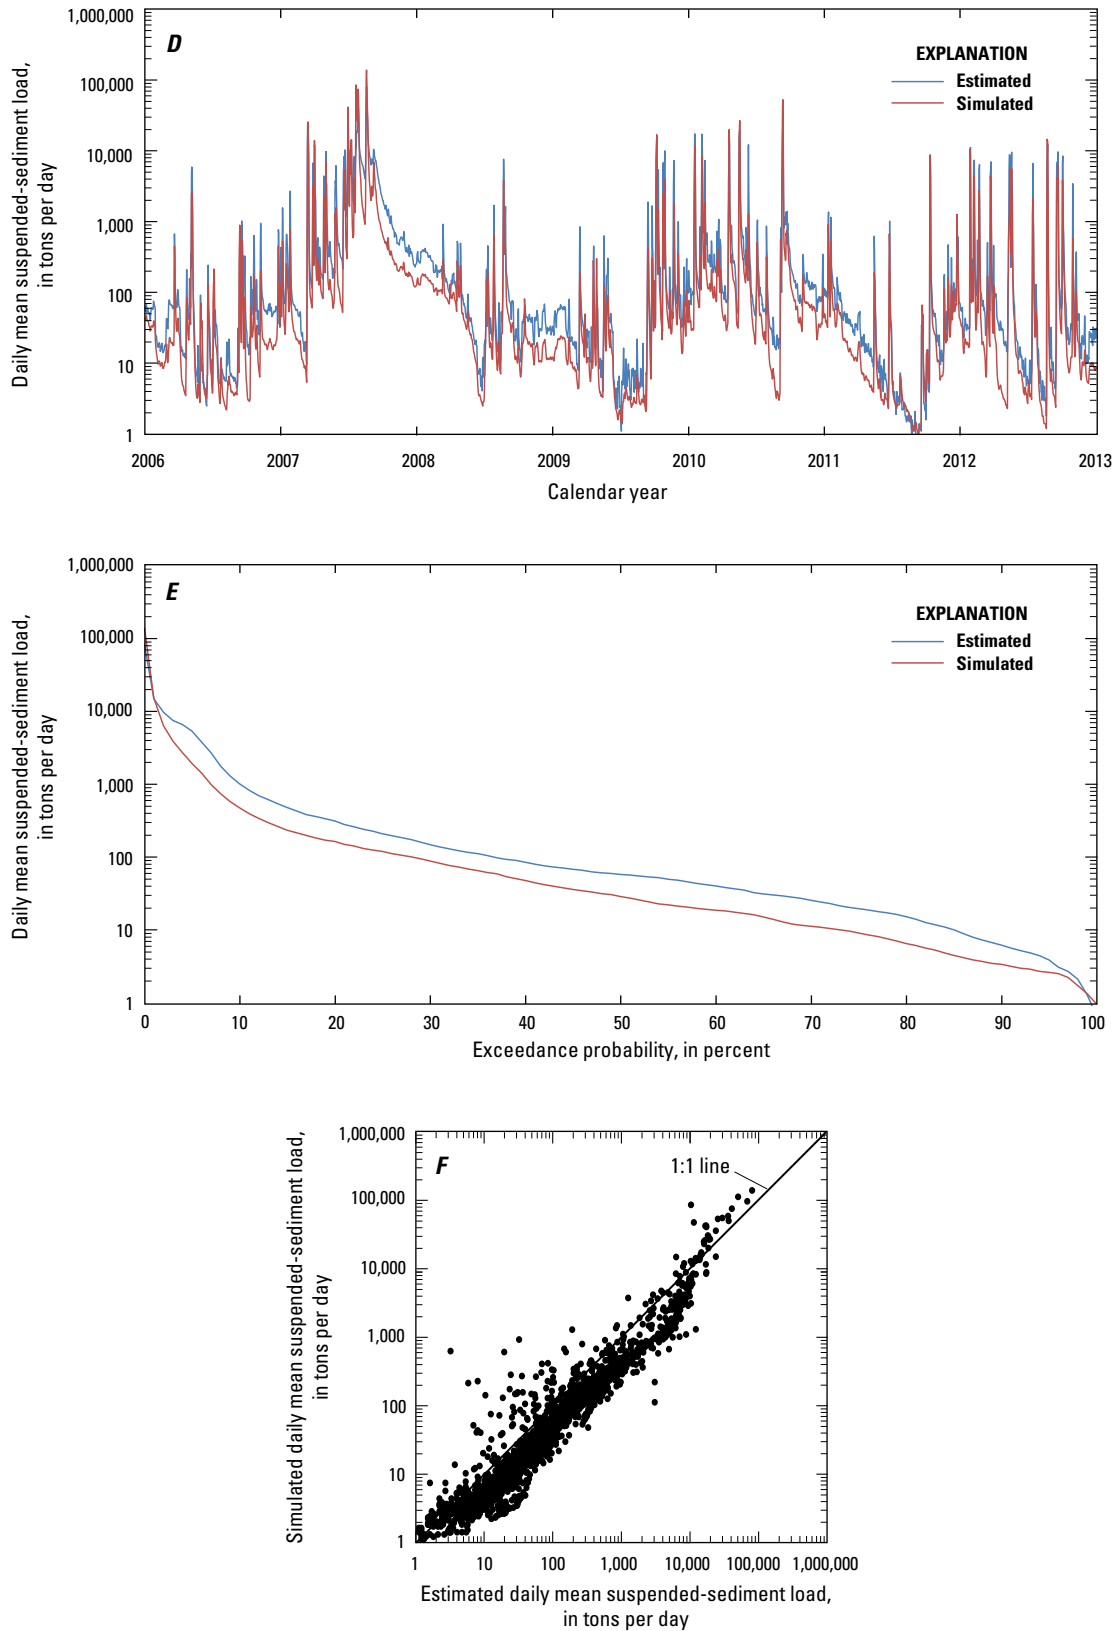 D
EXPLANATION
Estimated
Simulated
1,000,000
100,000
10,000
1,000
100
10
1
Daily mean suspended-sediment load,
in tons per day
2006 2007 2008 2009 2010 2011 2012 2013
Calendar year
E
EXPLANATION
Estimated
Simulated
1,000,000
100,000
10,000
1,000
100
10
1
Daily mean suspended-sediment load,
in tons per day
0 10 20 30 40 50 60 70 80 90 100
Exceedance probability, in percent
F
1:1 line
1,000,000
100,000
10,000
1,000
100
10
1
Simulated daily mean suspended-sediment load,
in tons per day
1 10 100 1,000 10,000 100,000 1,000,000
Estimated daily mean suspended-sediment load,
in tons per day